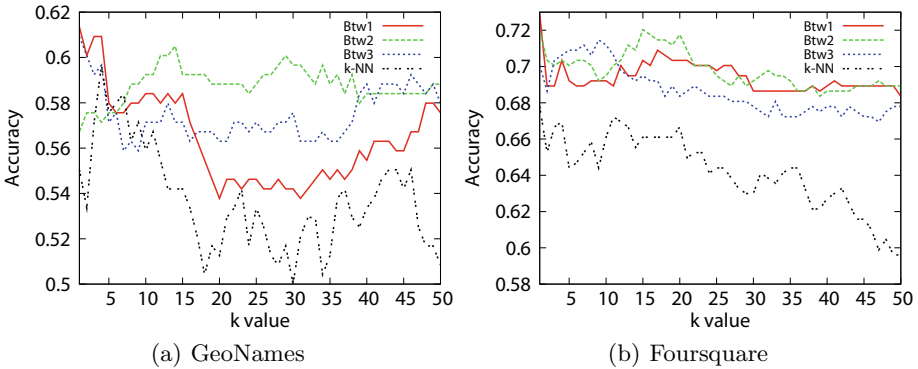 0.62
0.6
0.58
0.56
0.54
0.52
0.5
Accuracy
Btw1
Btw2
Btw3
k-NN
5 10 15 20 25 30 35 40 45 50
k value
(a) GeoNames
0.72
0.7
0.68
0.66
0.64
0.62
0.6
0.58
Accuracy
Btw1
Btw2
Btw3
k-NN
5 10 15 20 25 30 35 40 45 50
k value
(b) Foursquare